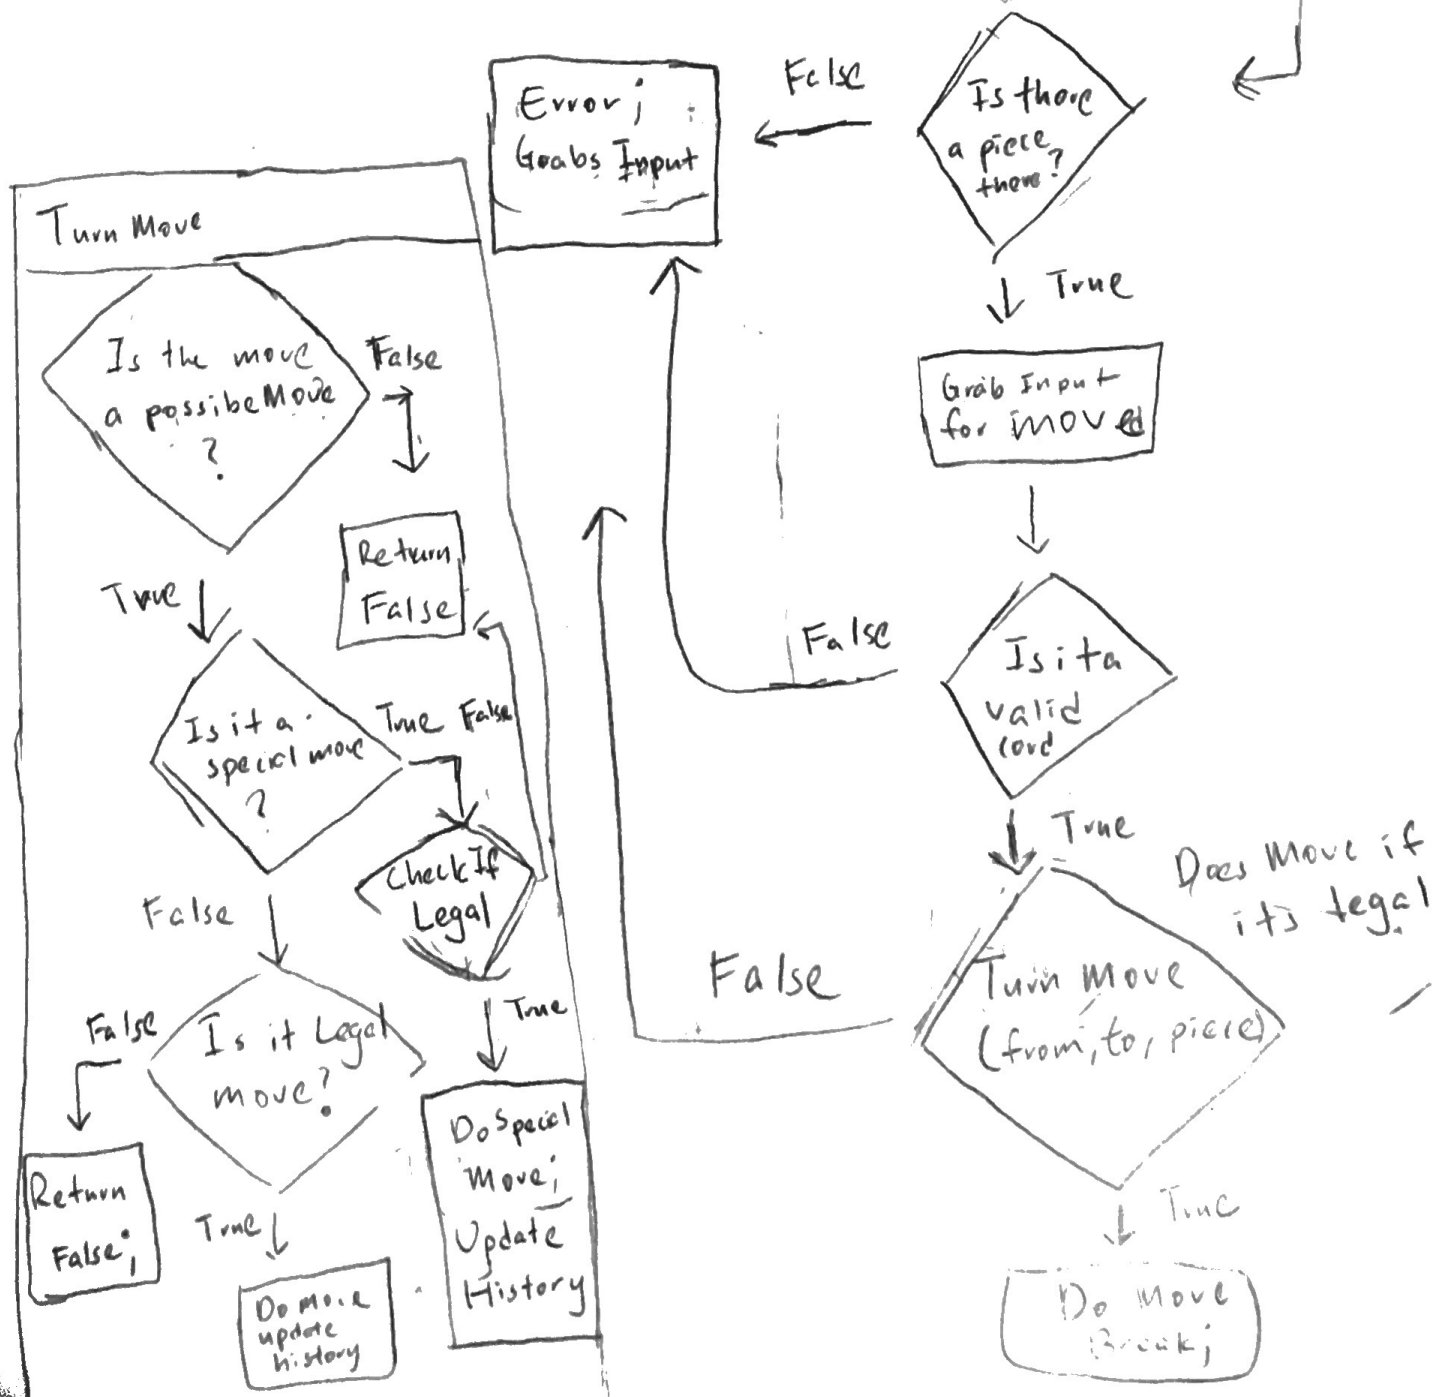 False
Is there
a piece
there?
Error;
Grabs Input
True
Turn Move
Grab Input
for moved
Is the move
a possibeMove
?
False
Return
False
True
False
Is it a
valid
cord
Is it a
special move
?
True False
True
Does Move if
it's legal
Check If
Legal
False
False
Turn move
(from, to, piece)
True
False
Is it Legal
move?
Do Special
Move;
Update
History
Return
False;
True
True
Do move
update
history
Do Move
Break;